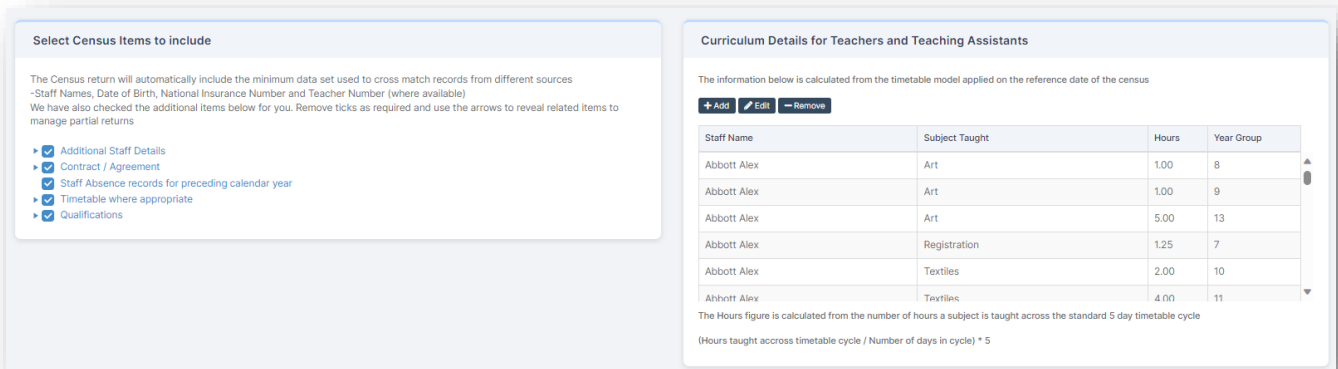 Select Census Items to include
The Census return will automatically include the minimum data set used to cross match records from different sources
-Staff Names, Date of Birth, National Insurance Number and Teacher Number (where available)
We have also checked the additional items below for you. Remove ticks as required and use the arrows to reveal related items to
manage partial returns
Additional Staff Details
Contract / Agreement
Staff Absence records for preceding calendar year
Timetable where appropriate
Qualifications
Curriculum Details for Teachers and Teaching Assistants
The information below is calculated from the timetable model applied on the reference date of the census
+ Add Edit − Remove
Staff Name Subject Taught Hours Year Group
Abbott Alex Art 1.00 8
Abbott Alex Art 1.00 9
Abbott Alex Art 5.00 13
Abbott Alex Registration 1.25 7
Abbott Alex Textiles 2.00 10
Abbott Alex Textiles 4.00 11
The Hours figure is calculated from the number of hours a subject is taught across the standard 5 day timetable cycle
(Hours taught accross timetable cycle / Number of days in cycle) * 5